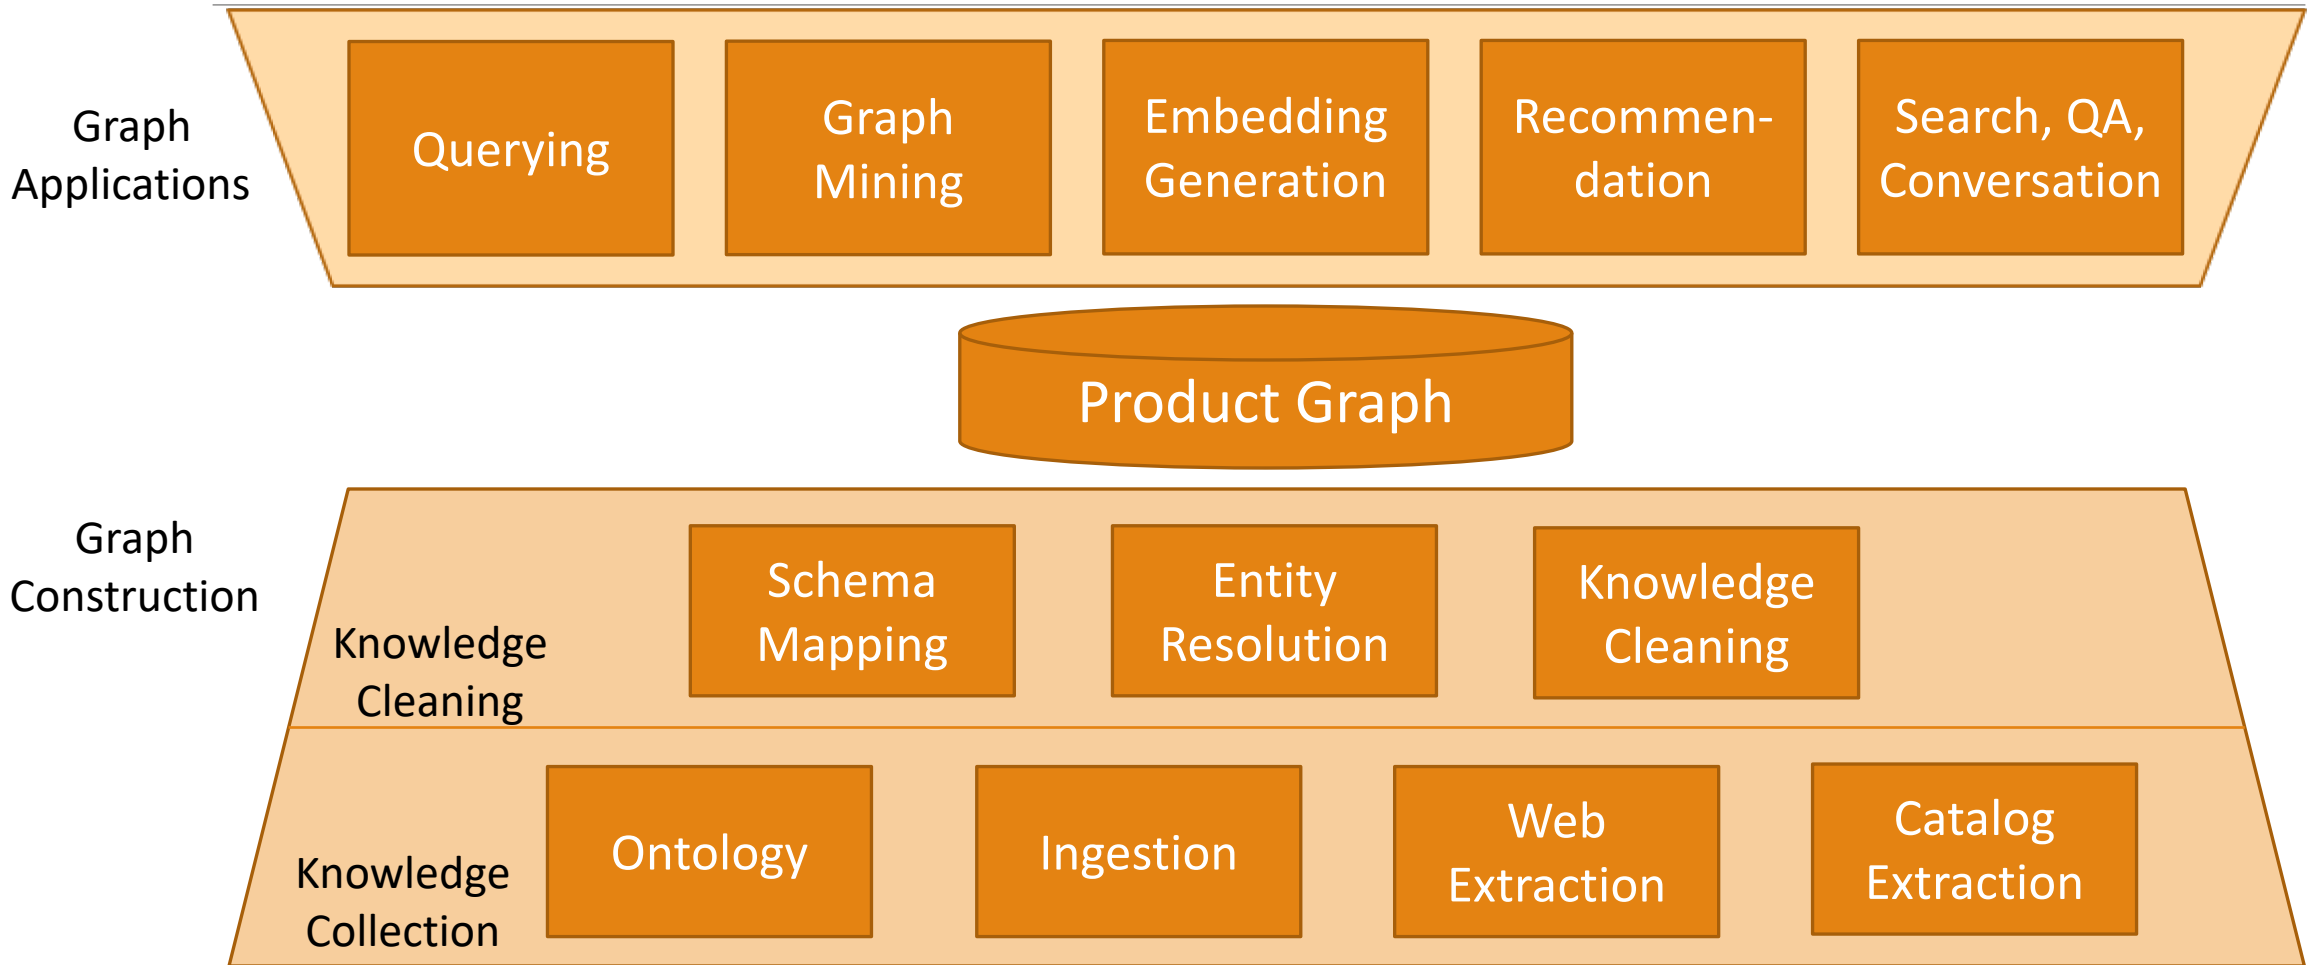 Graph
Applications
Querying
Graph
Mining
Embedding
Generation
Recommen-
dation
Search, QA,
Conversation
Product Graph
Graph
Construction
Knowledge
Cleaning
Schema
Mapping
Entity
Resolution
Knowledge
Cleaning
Knowledge
Collection
Ontology
Ingestion
Web
Extraction
Catalog
Extraction